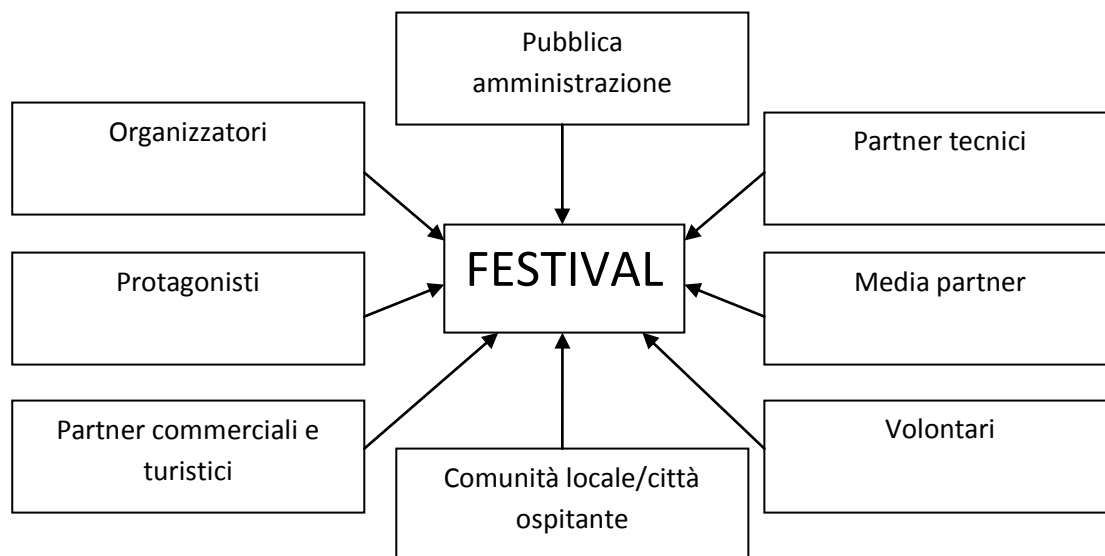 Pubblica
amministrazione
Organizzatori
Partner tecnici
FESTIVAL
Protagonisti
Media partner
Partner commerciali e
turistici
Volontari
Comunità locale/città
ospitante